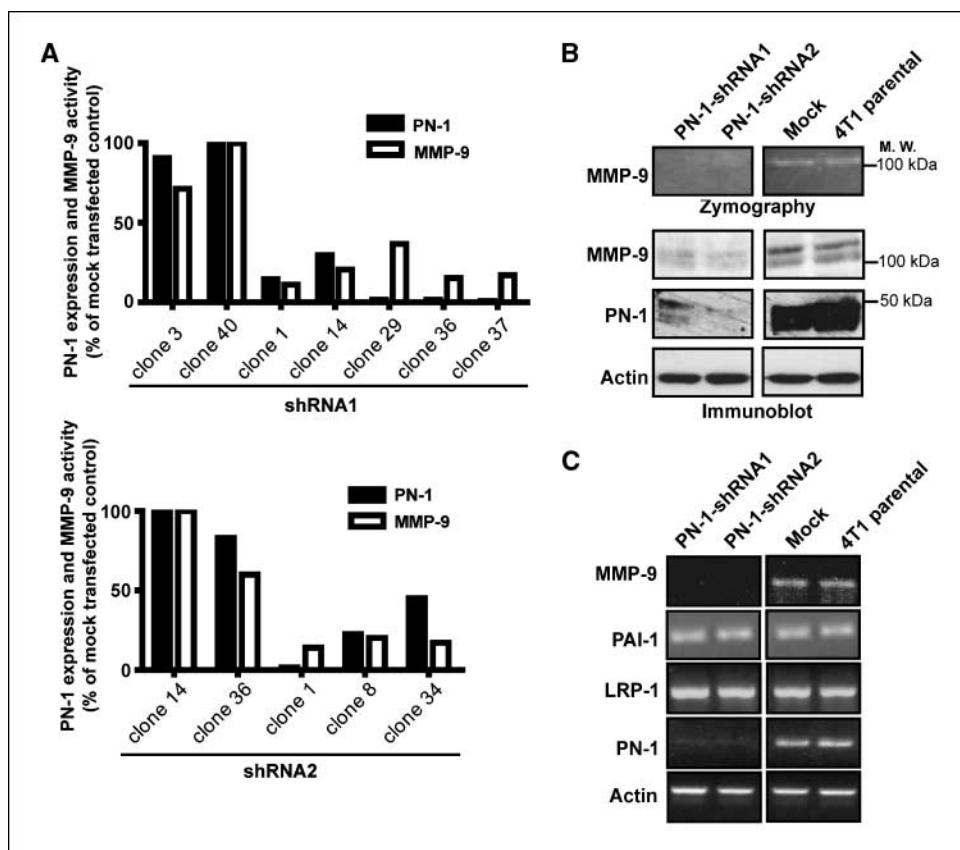 A
PN-1 expression and MMP-9 activity
(% of mock transfected control)
PN-1
MMP-9
100
50
0
clone 3
clone 40
clone 1
clone 14
clone 29
clone 36
clone 37
shRNA1
PN-1 expression and MMP-9 activity
(% of mock transfected control)
PN-1
MMP-9
100
50
0
clone 14
clone 36
clone 1
clone 8
clone 34
shRNA2
B
PN-1-shRNA1
PN-1-shRNA2
Mock
4T1 parental
M. W.
MMP-9
100 kDa
Zymography
MMP-9
100 kDa
PN-1
50 kDa
Actin
Immunoblot
C
PN-1-shRNA1
PN-1-shRNA2
Mock
4T1 parental
MMP-9
PAI-1
LRP-1
PN-1
Actin